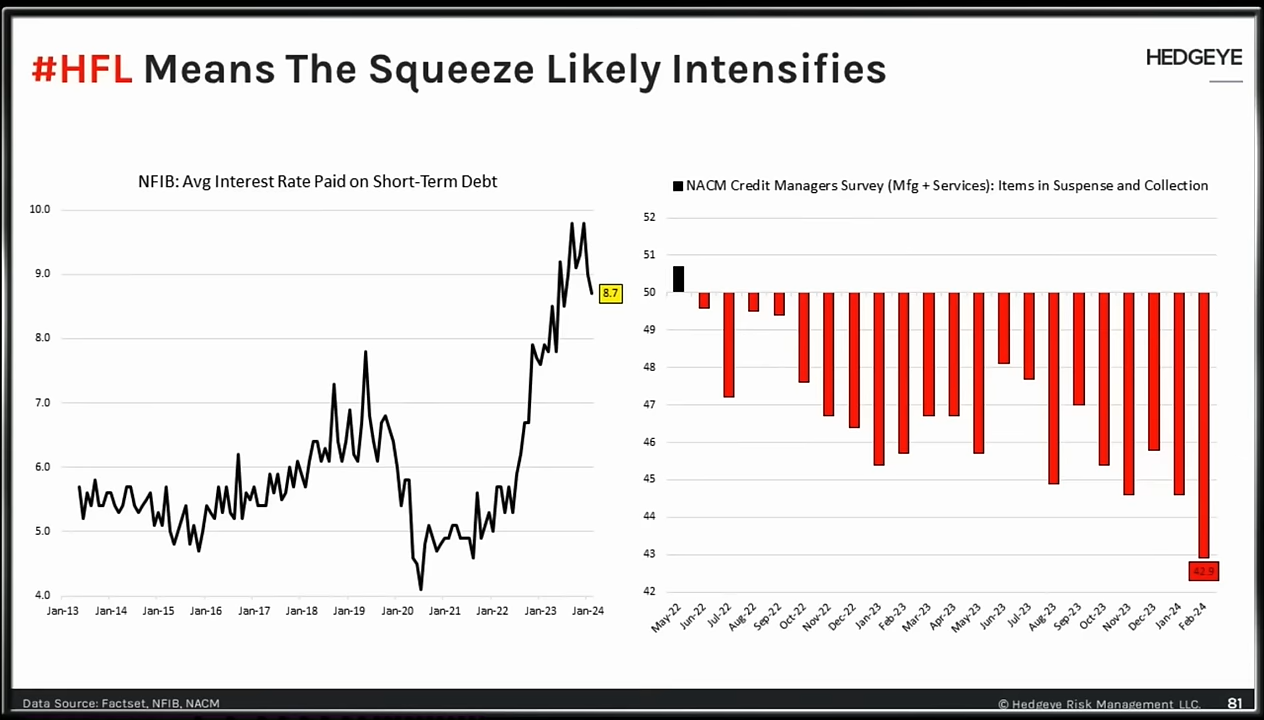 #HFL Means The Squeeze Likely Intensifies
HEDGEYE
NFIB: Avg Interest Rate Paid on Short-Term Debt
10.0
9.0
8.0
7.0
6.0
5.0
4.0
8.7
Jan-13 Jan-14 Jan-15 Jan-16 Jan-17 Jan-18 Jan-19 Jan-20 Jan-21 Jan-22 Jan-23 Jan-24
NACM Credit Managers Survey (Mfg + Services): Items in Suspense and Collection
52
51
50
49
48
47
46
45
44
43
42
42.9
May-22 Jun-22 Jul-22 Aug-22 Sep-22 Oct-22 Nov-22 Dec-22 Jan-23 Feb-23 Mar-23 Apr-23 May-23 Jun-23 Jul-23 Aug-23 Sep-23 Oct-23 Nov-23 Dec-23 Jan-24 Feb-24
Data Source: Factset, NFIB, NACM
© Hedgeye Risk Management LLC.
81